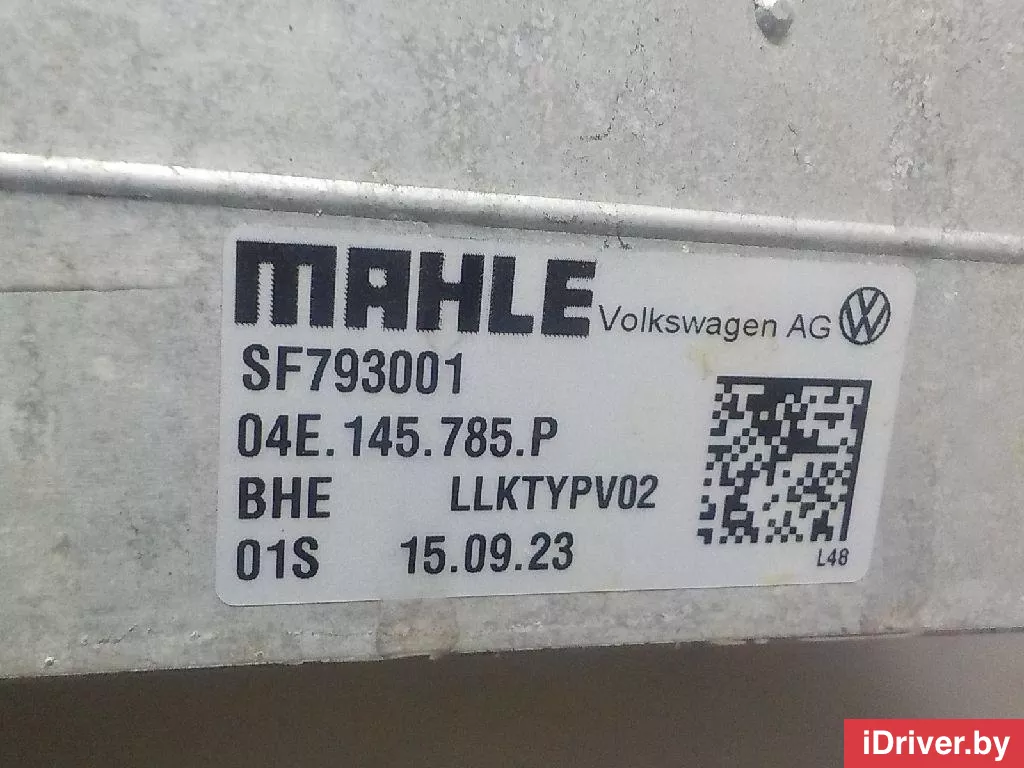 MAHLE Volkswagen AG
SF793001
04E.145.785.P
BHE LLKTYPV02
01S 15.09.23
L48
iDriver.by